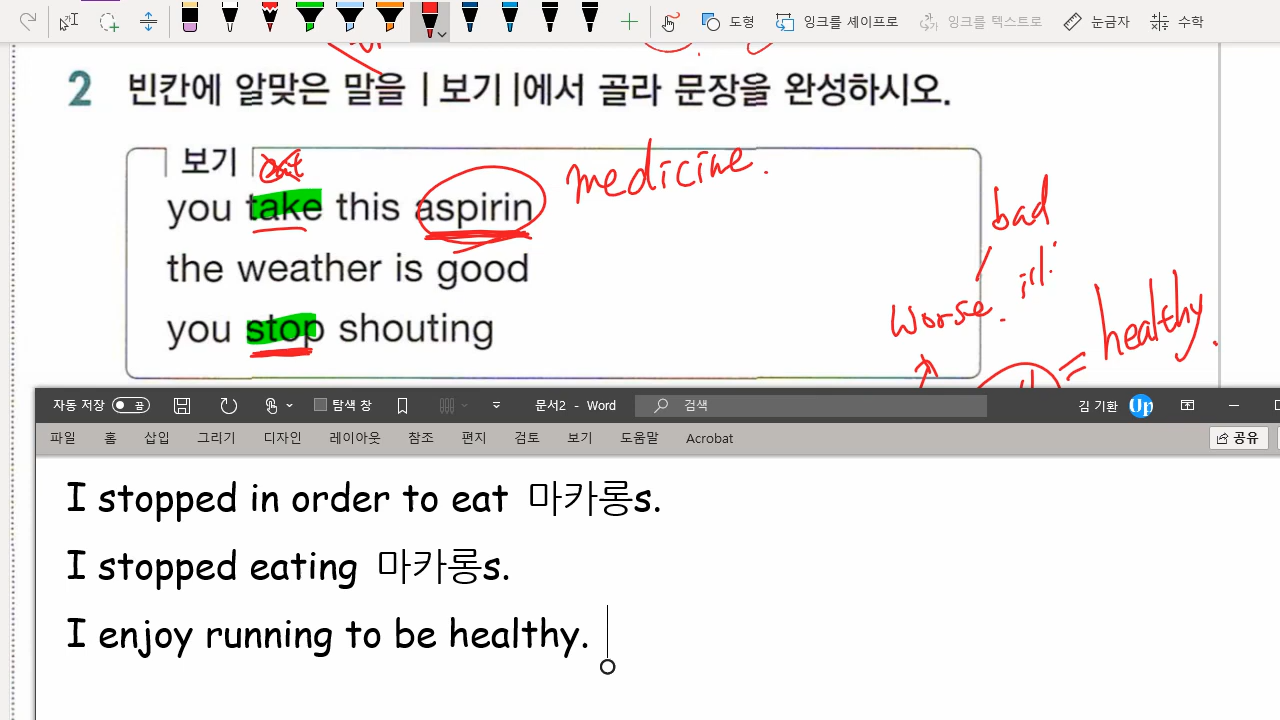 도형 잉크를 셰이프로 잉크를 텍스트로 눈금자 수학
2 빈칸에 알맞은 말을 | 보기 |에서 골라 문장을 완성하시오.
보기
you take this aspirin
medicine.
the weather is good
you stop shouting
bad
ill.
worse.
= healthy.
자동 저장 끔 탐색 창 문서2 - Word 검색 김 기환 Up
파일 홈 삽입 그리기 디자인 레이아웃 참조 편지 검토 보기 도움말 Acrobat 공유
I stopped in order to eat 마카롱s.
I stopped eating 마카롱s.
I enjoy running to be healthy.